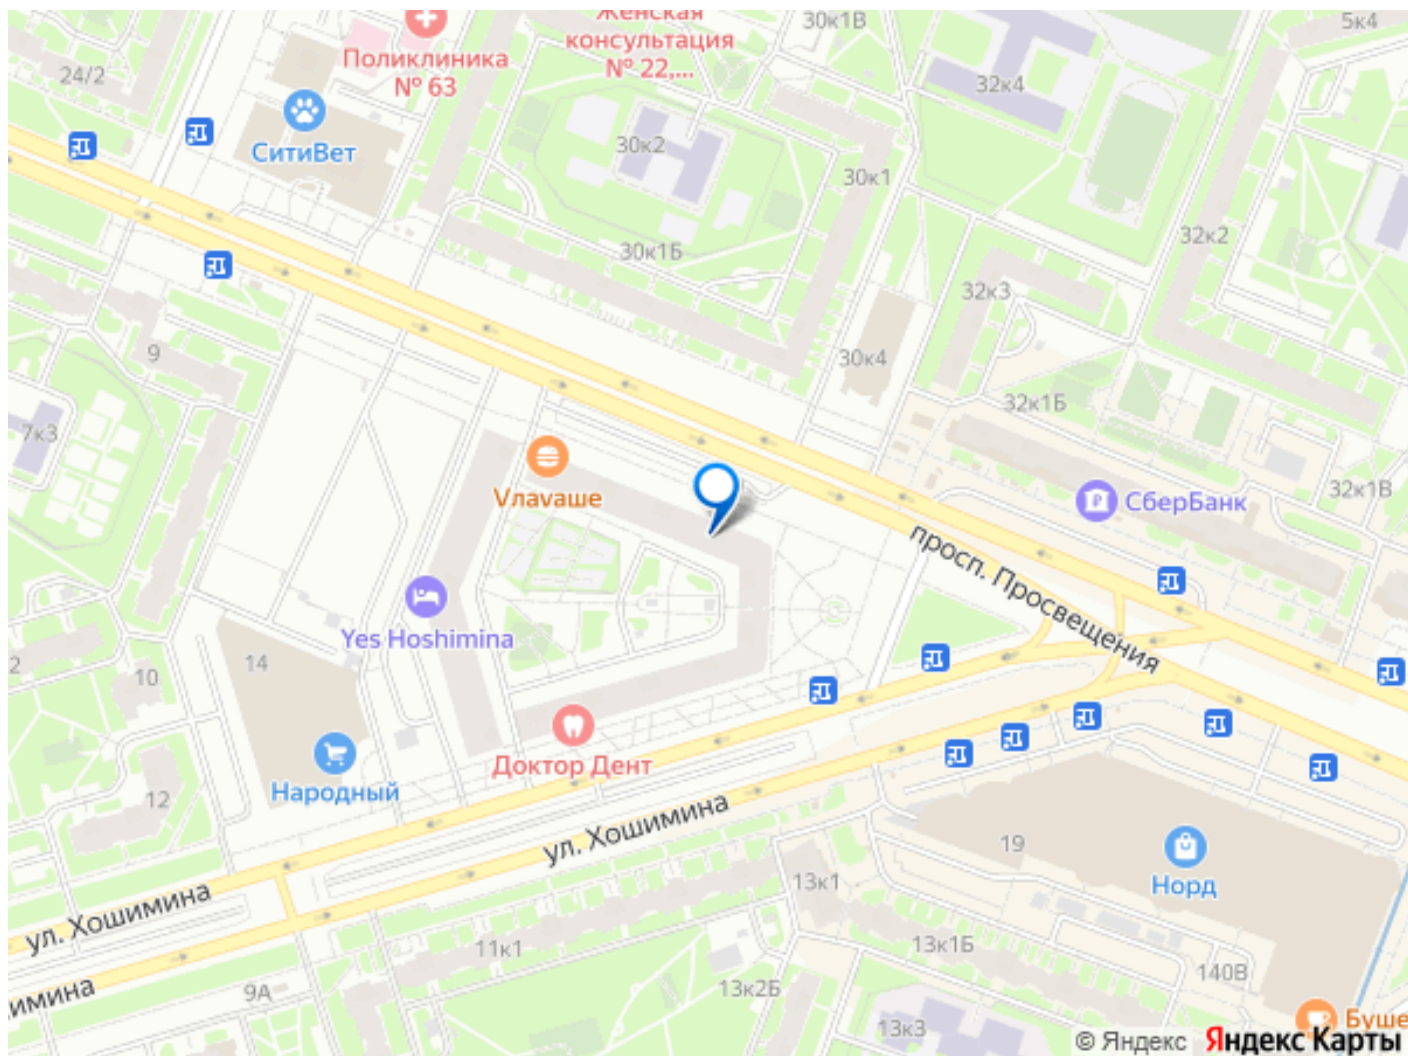 Женская
консультация
№ 22,...
30к1В
5к4
Поликлиника
№ 63
24/2
32к4
СитиВет
30к2
30к1
32к2
30к1Б
32к3
9
30к4
32к1Б
7к3
Vлаvаше
СберБанк
32к1В
просп. Просвещения
Yes Hoshimina
14
2
10
Доктор Дент
Народный
12
ул. Хошимина
19
Норд
13к1
ул. Хошимина
11к1
13к1Б
140В
имина
9А
13к2Б
13к3
Буше
© Яндекс Яндекс Карты